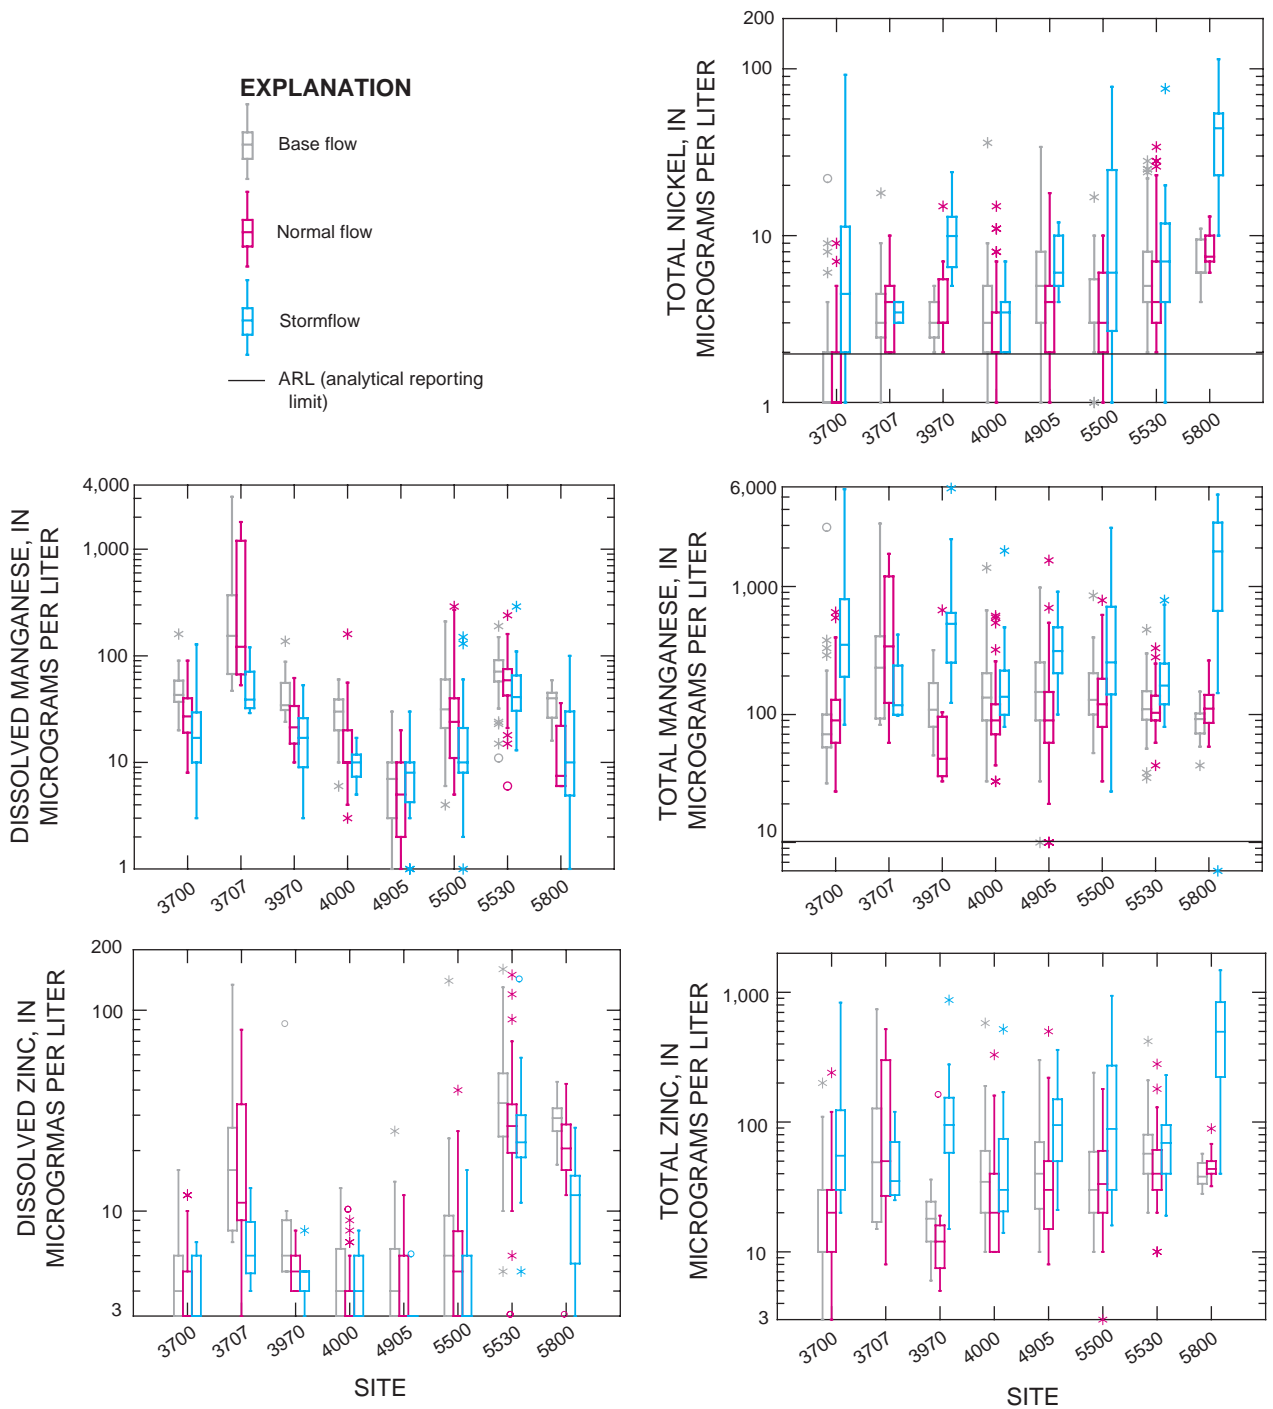 EXPLANATION
Base flow
Normal flow
Stormflow
ARL (analytical reporting
limit)
TOTAL NICKEL, IN
MICROGRAMS PER LITER
200
100
10
1
3700 3707 3970 4000 4905 5500 5530 5800
DISSOLVED MANGANESE, IN
MICROGRAMS PER LITER
4,000
1,000
100
10
1
3700 3707 3970 4000 4905 5500 5530 5800
TOTAL MANGANESE, IN
MICROGRAMS PER LITER
6,000
1,000
100
10
3700 3707 3970 4000 4905 5500 5530 5800
DISSOLVED ZINC, IN
MICROGRMAS PER LITER
200
100
10
3
3700 3707 3970 4000 4905 5500 5530 5800
SITE
TOTAL ZINC, IN
MICROGRAMS PER LITER
1,000
100
10
3
3700 3707 3970 4000 4905 5500 5530 5800
SITE